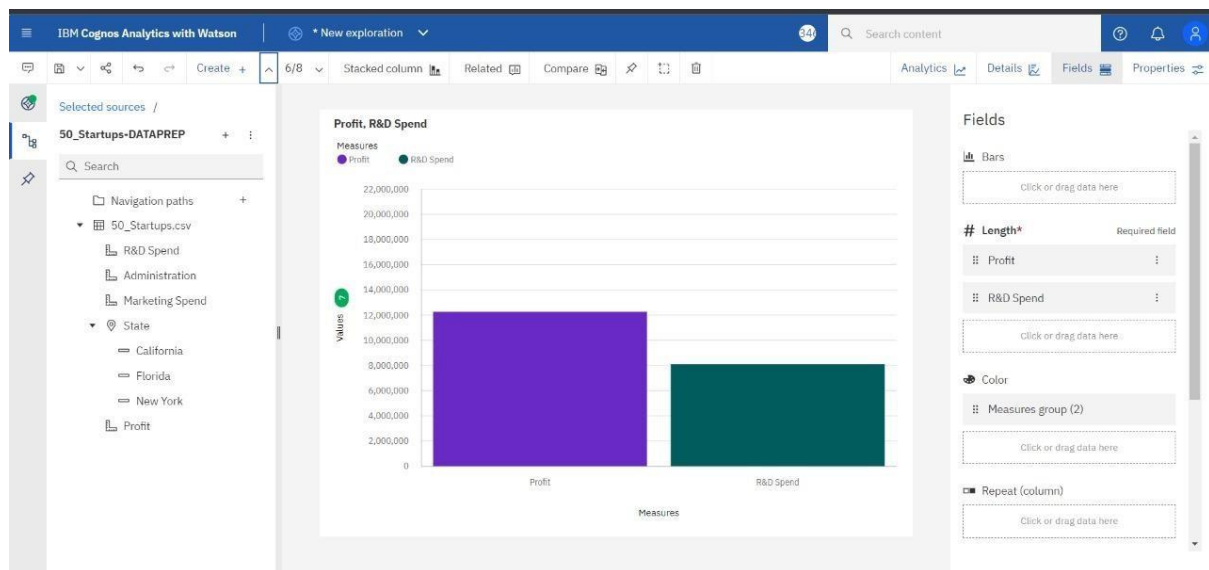 IBM Cognos Analytics with Watson
* New exploration
Search content
Create +
6/8
Stacked column
Related
Compare
Analytics
Details
Fields
Properties
Selected sources /
50_Startups-DATAPREP
Search
Navigation paths
50_Startups.csv
R&D Spend
Administration
Marketing Spend
State
California
Florida
New York
Profit
Profit, R&D Spend
Measures
Profit R&D Spend
22,000,000
20,000,000
18,000,000
16,000,000
14,000,000
12,000,000
10,000,000
8,000,000
6,000,000
4,000,000
2,000,000
0
Values
Profit R&D Spend
Measures
Fields
Bars
Click or drag data here
# Length* Required field
Profit
R&D Spend
Click or drag data here
Color
Measures group (2)
Click or drag data here
Repeat (column)
Click or drag data here